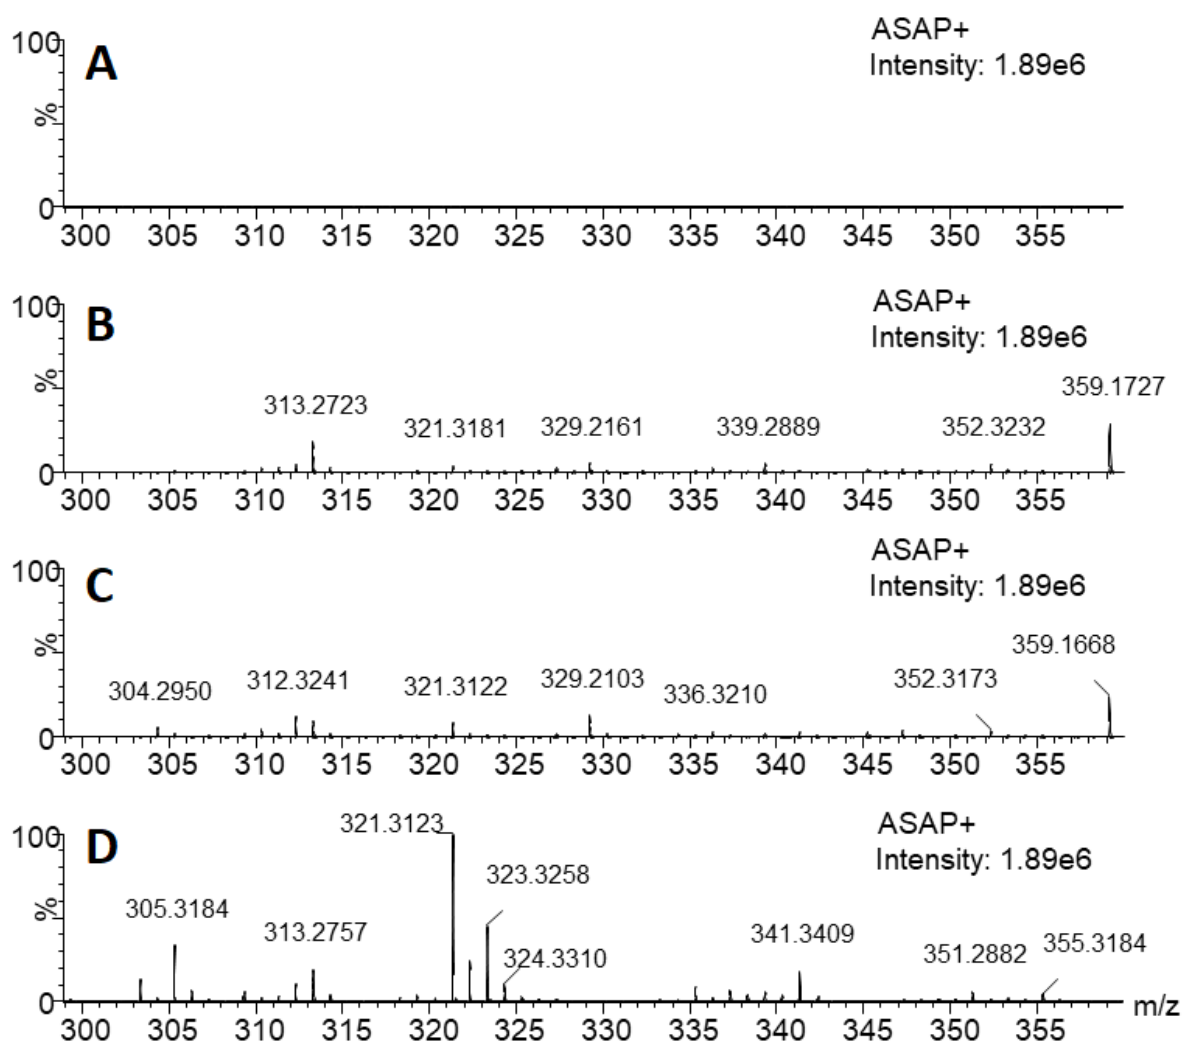 ASAP+
Intensity: 1.89e6
A
100
%
0
300 305 310 315 320 325 330 335 340 345 350 355
ASAP+
Intensity: 1.89e6
B
100
%
0
313.2723 321.3181 329.2161 339.2889 352.3232 359.1727
300 305 310 315 320 325 330 335 340 345 350 355
ASAP+
Intensity: 1.89e6
C
100
%
0
304.2950 312.3241 321.3122 329.2103 336.3210 352.3173 359.1668
300 305 310 315 320 325 330 335 340 345 350 355
ASAP+
Intensity: 1.89e6
D
100
%
0
305.3184 313.2757 321.3123 323.3258 324.3310 341.3409 351.2882 355.3184
m/z
300 305 310 315 320 325 330 335 340 345 350 355